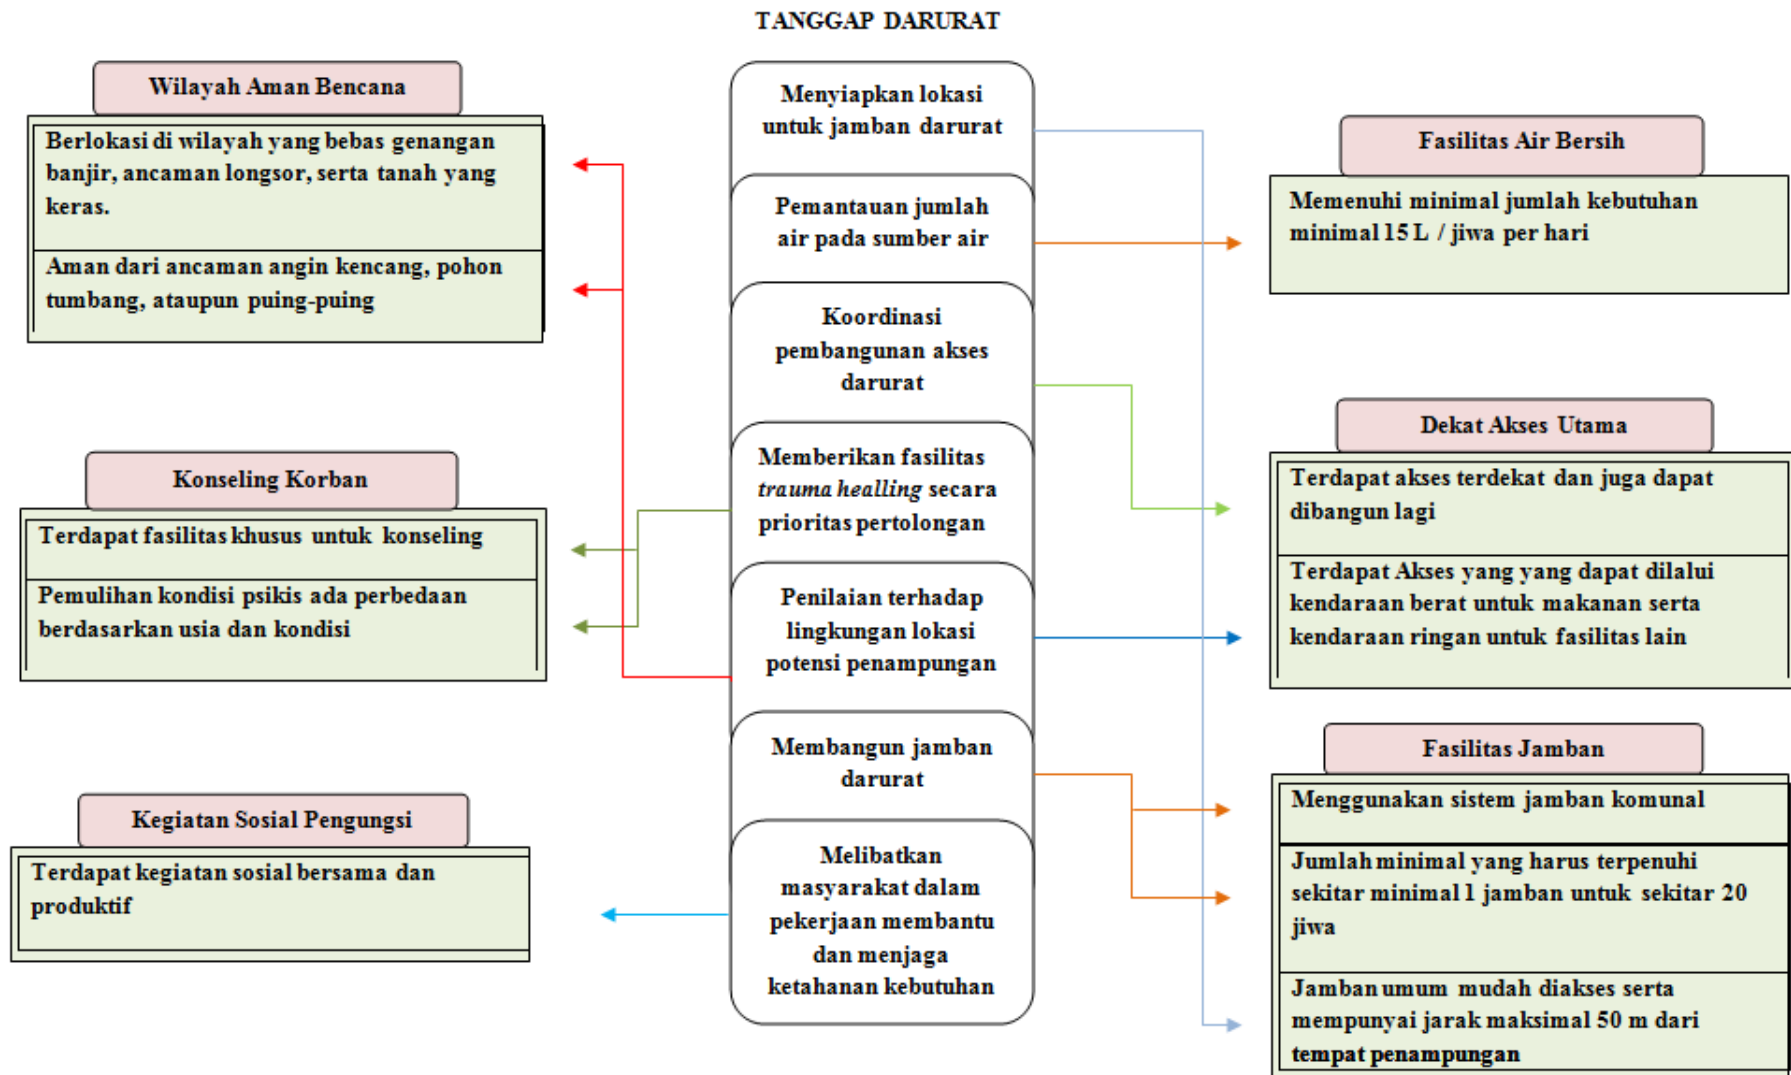 TANGGAP DARURAT
Wilayah Aman Bencana
Berlokasi di wilayah yang bebas genangan
banjir, ancaman longsor, serta tanah yang
keras.
Aman dari ancaman angin kencang, pohon
tumbang, ataupun puing-puing
Konseling Korban
Terdapat fasilitas khusus untuk konseling
Pemulihan kondisi psikis ada perbedaan
berdasarkan usia dan kondisi
Kegiatan Sosial Pengungsi
Terdapat kegiatan sosial bersama dan
produktif
Menyiapkan lokasi
untuk jamban darurat
Pemantauan jumlah
air pada sumber air
Koordinasi
pembangunan akses
darurat
Memberikan fasilitas
trauma healling secara
prioritas pertolongan
Penilaian terhadap
lingkungan lokasi
potensi penampungan
Membangun jamban
darurat
Melibatkan
masyarakat dalam
pekerjaan membantu
dan menjaga
ketahanan kebutuhan
Fasilitas Air Bersih
Memenuhi minimal jumlah kebutuhan
minimal 15 L / jiwa per hari
Dekat Akses Utama
Terdapat akses terdekat dan juga dapat
dibangun lagi
Terdapat Akses yang yang dapat dilalui
kendaraan berat untuk makanan serta
kendaraan ringan untuk fasilitas lain
Fasilitas Jamban
Menggunakan sistem jamban komunal
Jumlah minimal yang harus terpenuhi
sekitar minimal 1 jamban untuk sekitar 20
jiwa
Jamban umum mudah diakses serta
mempunyai jarak maksimal 50 m dari
tempat penampungan